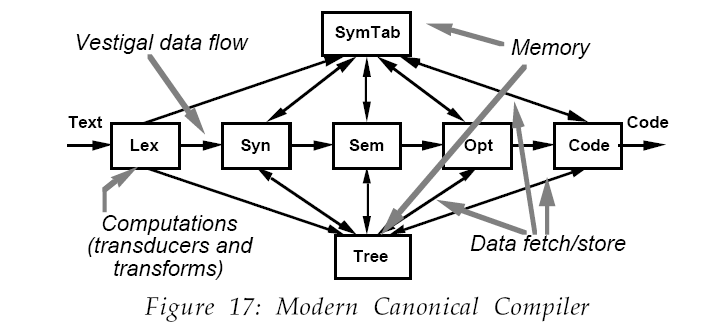 SymTab
Vestigal data flow
Memory
Text
Code
Lex
Syn
Sem
Opt
Code
Computations
(transducers and
transforms)
Data fetch/store
Tree
Figure 17: Modern Canonical Compiler